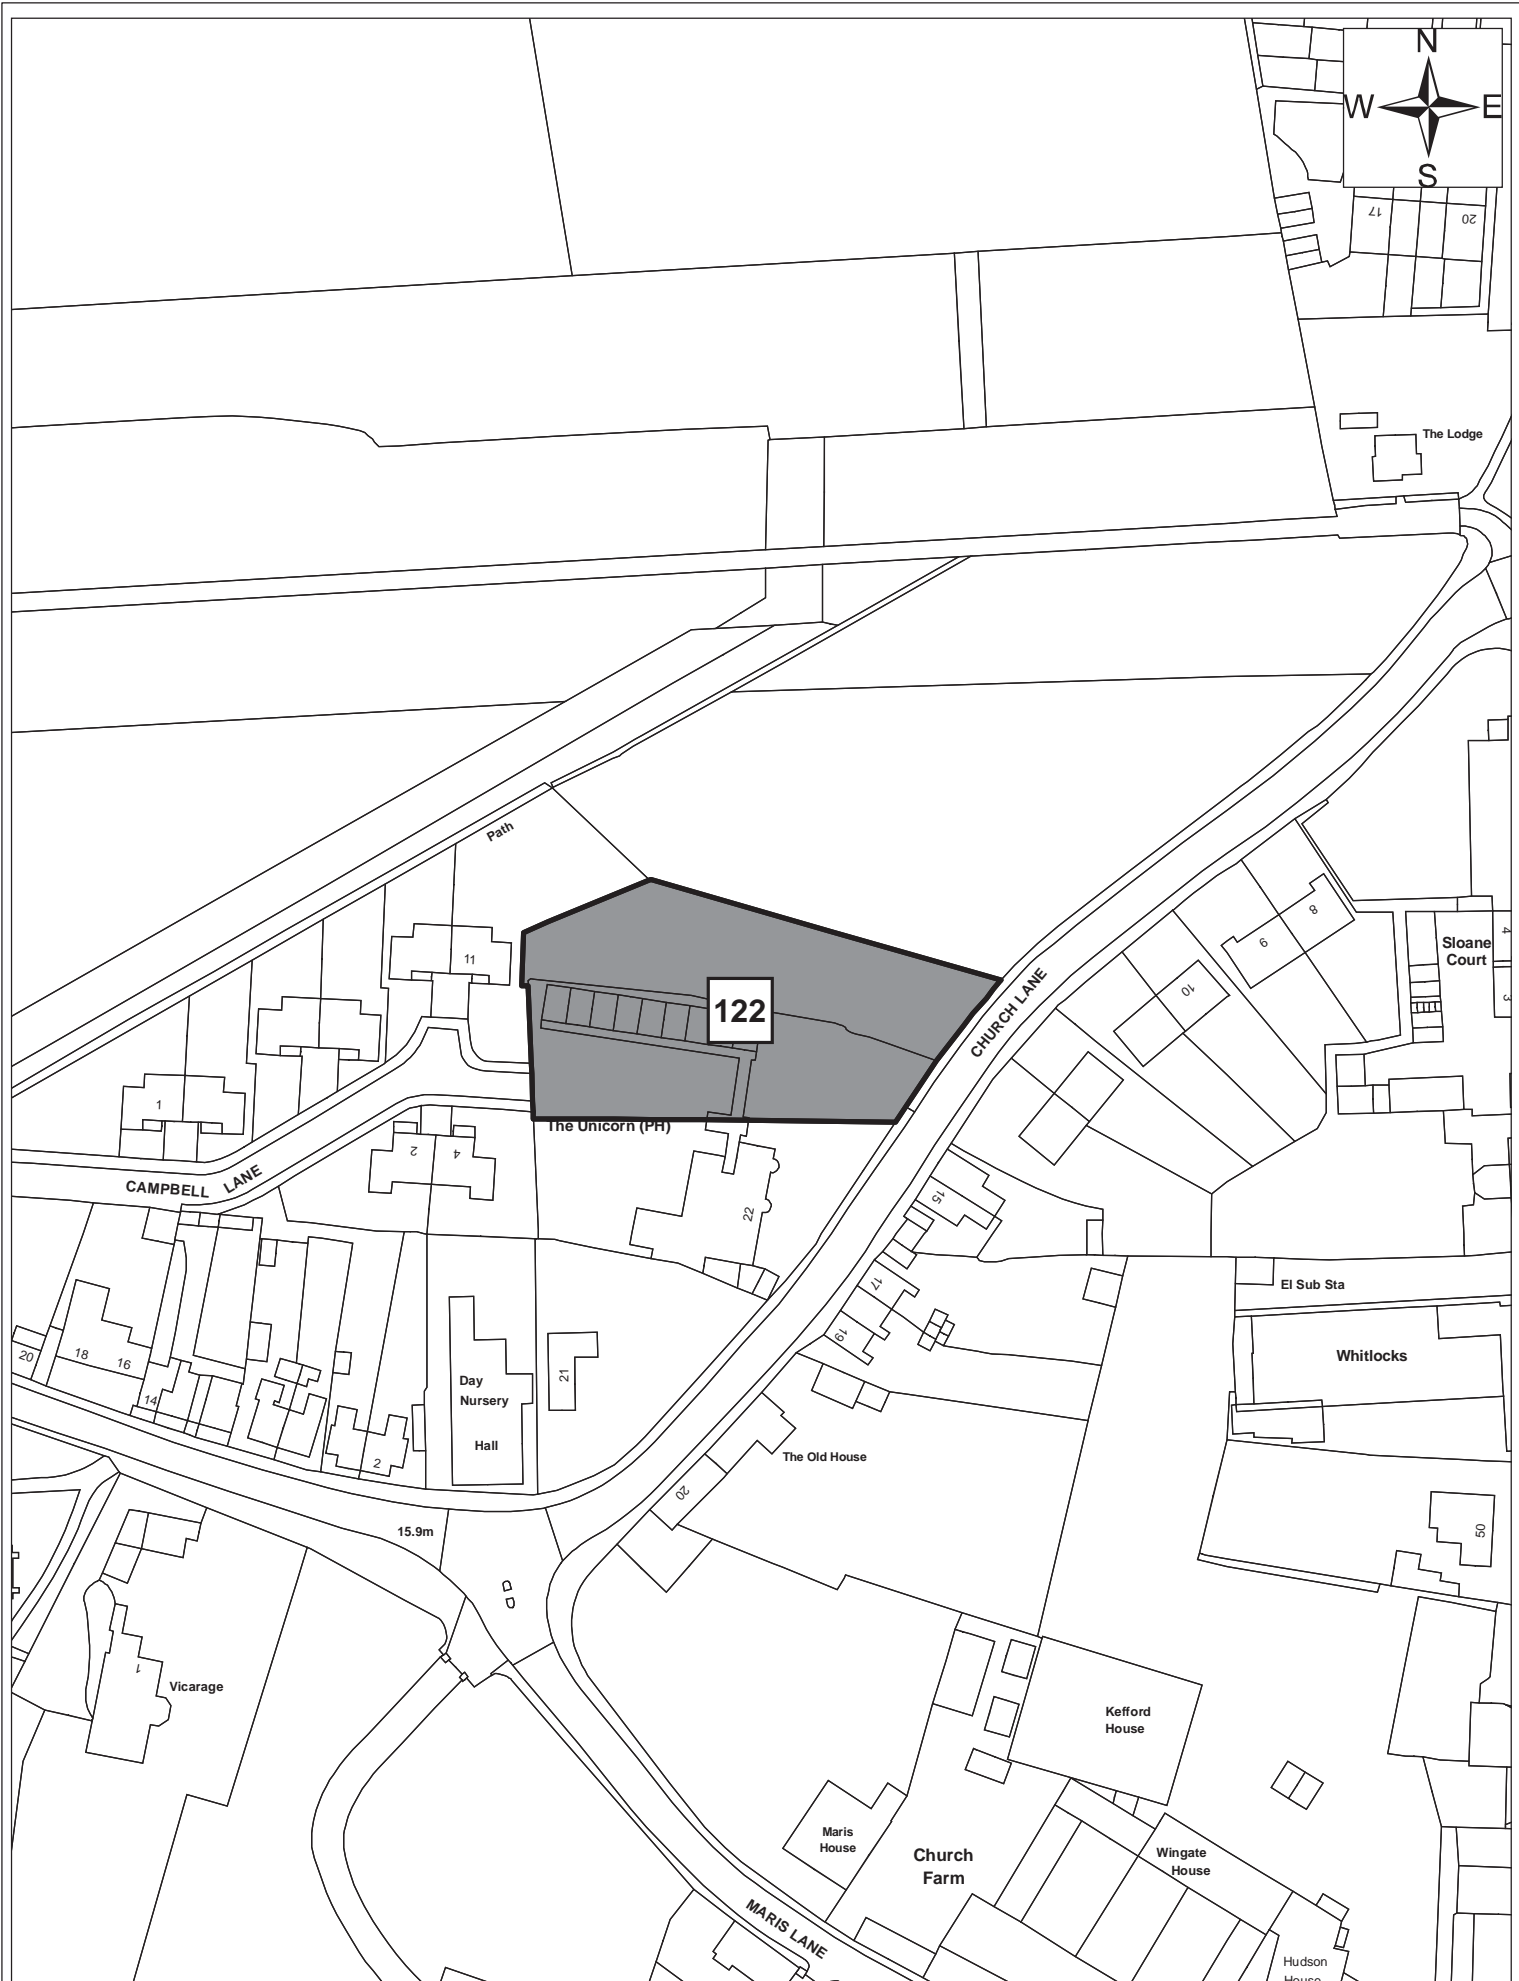 N
W E
S
17 20
The Lodge
Path
11
122
CHURCH LANE
8
9
10
Sloane
Court
4
3
1
The Unicorn (PH)
2 4
CAMPBELL LANE
22
15
17
19
El Sub Sta
Whitlocks
20
18 16
14
2
Day
Nursery
Hall
21
The Old House
20
15.9m
50
1
Vicarage
Kefford
House
Maris
House
Church
Farm
Wingate
House
MARIS LANE
Hudson
House